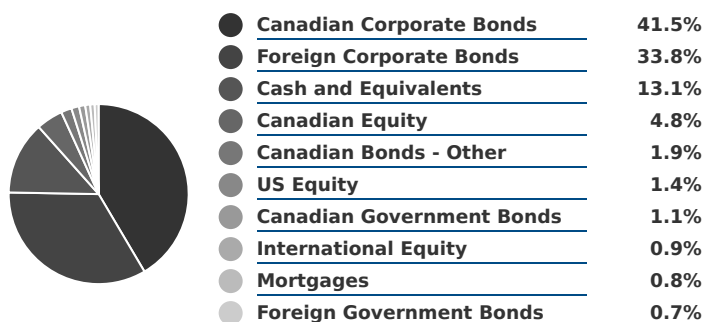 Canadian Corporate Bonds 41.5%
Foreign Corporate Bonds 33.8%
Cash and Equivalents 13.1%
Canadian Equity 4.8%
Canadian Bonds - Other 1.9%
US Equity 1.4%
Canadian Government Bonds 1.1%
International Equity 0.9%
Mortgages 0.8%
Foreign Government Bonds 0.7%